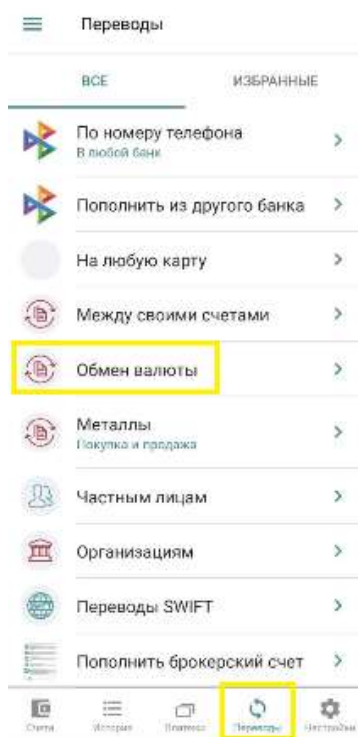 Переводы
ВСЕ
ИЗБРАННЫЕ
По номеру телефона
В любой банк
Пополнить из другого банка
На любую карту
Между своими счетами
Обмен валюты
Металлы
Покупка и продажа
Частным лицам
Организациям
Переводы SWIFT
Пополнить брокерский счет
Счета
История
Платежи
Переводы
Настройки